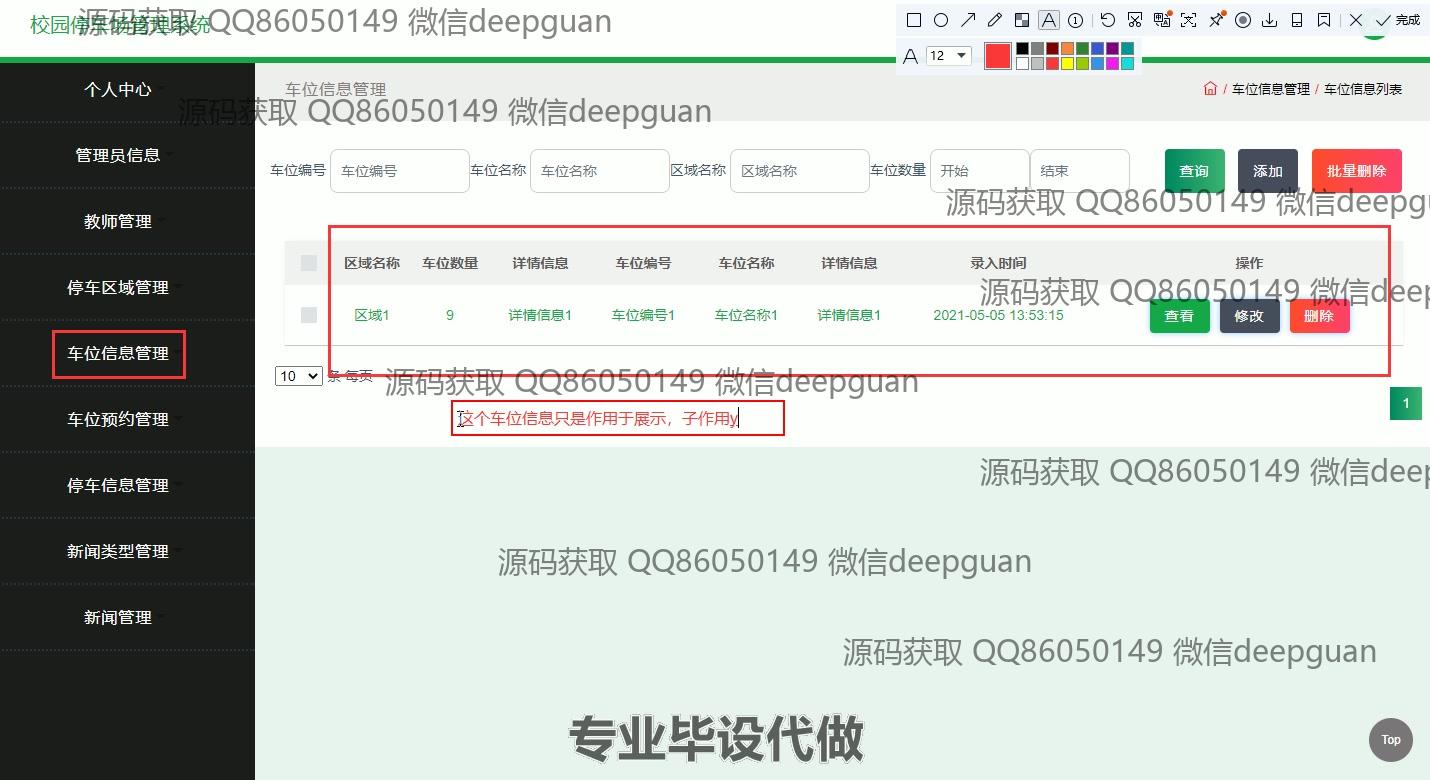 校园停车场管理系统
源码获取 QQ86050149 微信deepguan
完成
A 12
个人中心
管理员信息
教师管理
停车区域管理
车位信息管理
车位预约管理
停车信息管理
新闻类型管理
新闻管理
车位信息管理
/ 车位信息管理 / 车位信息列表
源码获取 QQ86050149 微信deepguan
车位编号 车位编号 车位名称 车位名称 区域名称 区域名称 车位数量 开始 结束 查询 添加 批量删除
源码获取 QQ86050149 微信deepgu
区域名称 车位数量 详情信息 车位编号 车位名称 详情信息 录入时间 操作
源码获取 QQ86050149 微信deep
区域1 9 详情信息1 车位编号1 车位名称1 详情信息1 2021-05-05 13:53:15 查看 修改 删除
10 条 每页
源码获取 QQ86050149 微信deepguan
1
这个车位信息只是作用于展示，子作用y
源码获取 QQ86050149 微信deep
源码获取 QQ86050149 微信deepguan
源码获取 QQ86050149 微信deepguan
专业毕设代做
Top